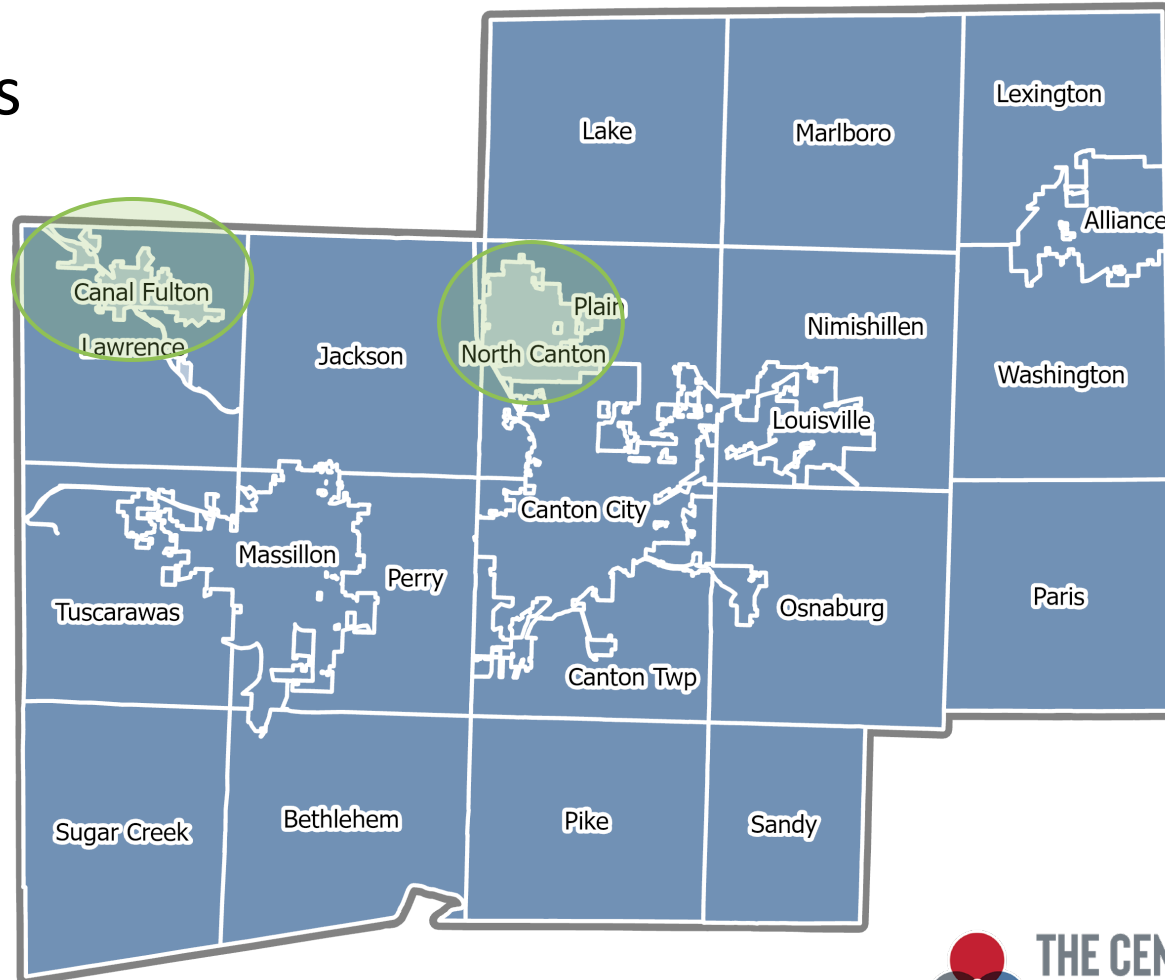 s
Lexington
Lake
Marlboro
Alliance
Canal Fulton
Plain
Nimishillen
Lawrence
Jackson
North Canton
Washington
Louisville
Canton City
Massillon
Perry
Tuscarawas
Osnaburg
Paris
Canton Twp
Sugar Creek
Bethlehem
Pike
Sandy
THE CEN